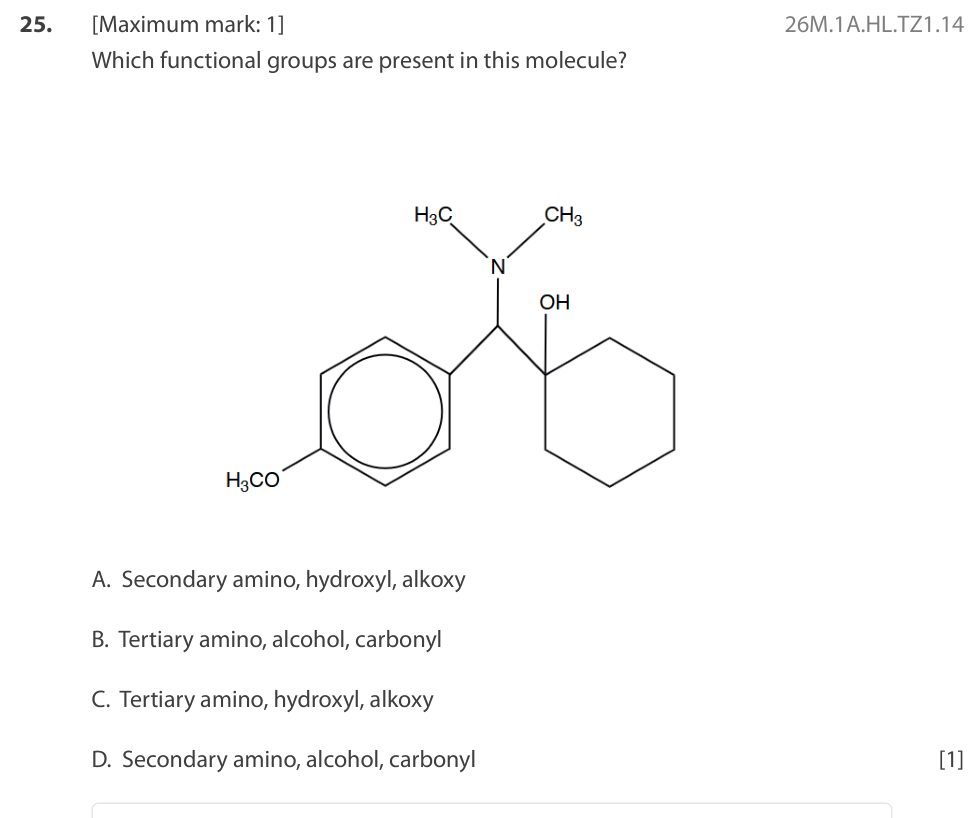 25. [Maximum mark: 1] 26M.1A.HL.TZ1.14
Which functional groups are present in this molecule?
H₃C CH₃
N
OH
H₃CO
A. Secondary amino, hydroxyl, alkoxy
B. Tertiary amino, alcohol, carbonyl
C. Tertiary amino, hydroxyl, alkoxy
D. Secondary amino, alcohol, carbonyl [1]